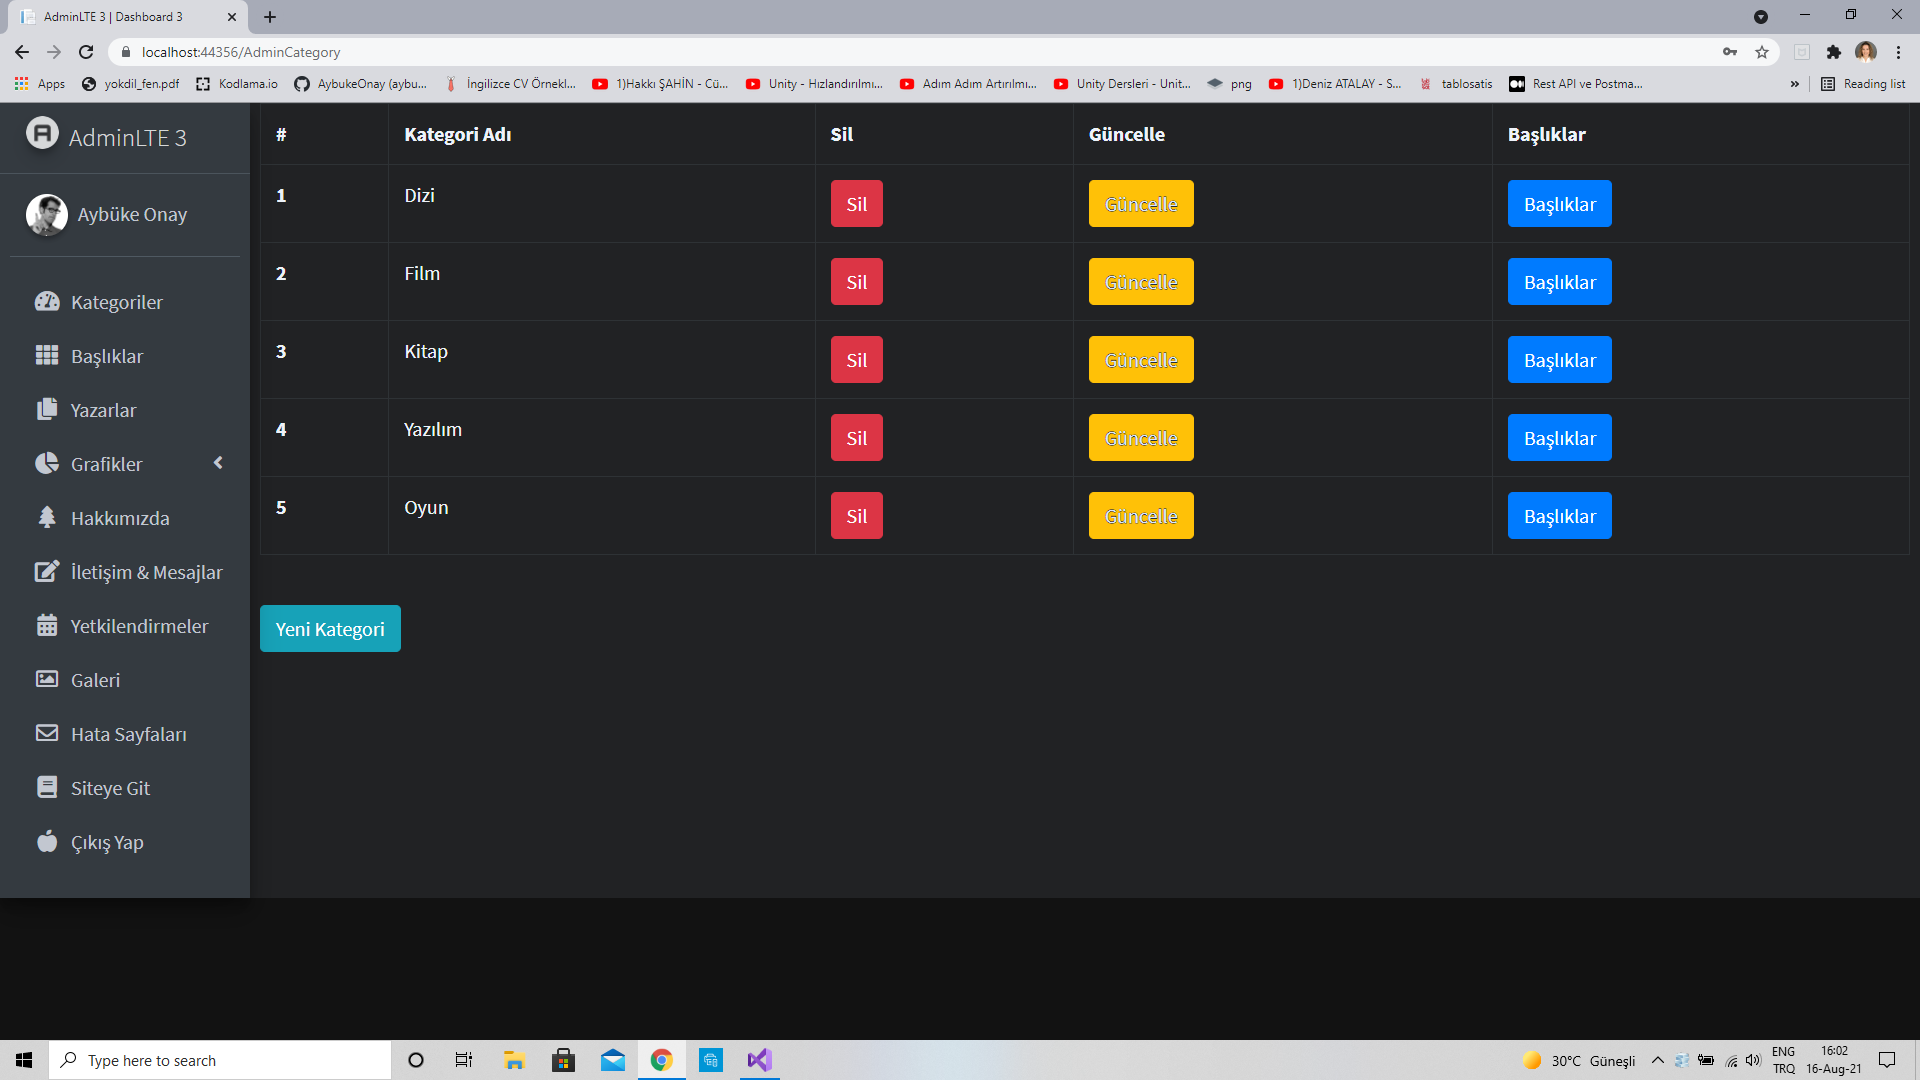 AdminLTE 3 | Dashboard 3
localhost:44356/AdminCategory
Apps yokdil_fen.pdf Kodlama.io AybukeOnay (aybu... İngilizce CV Örnekl... 1)Hakkı ŞAHİN - Cü... Unity - Hızlandırılmı... Adım Adım Artırılmı... Unity Dersleri - Unit... png 1)Deniz ATALAY - S... tablosatis Rest API ve Postma... » Reading list
AdminLTE 3
Aybüke Onay
Kategoriler
Başlıklar
Yazarlar
Grafikler
Hakkımızda
İletişim & Mesajlar
Yetkilendirmeler
Galeri
Hata Sayfaları
Siteye Git
Çıkış Yap
# Kategori Adı Sil Güncelle Başlıklar
1 Dizi Sil Güncelle Başlıklar
2 Film Sil Güncelle Başlıklar
3 Kitap Sil Güncelle Başlıklar
4 Yazılım Sil Güncelle Başlıklar
5 Oyun Sil Güncelle Başlıklar
Yeni Kategori
Type here to search
30°C Güneşli
ENG
TRQ
16:02
16-Aug-21